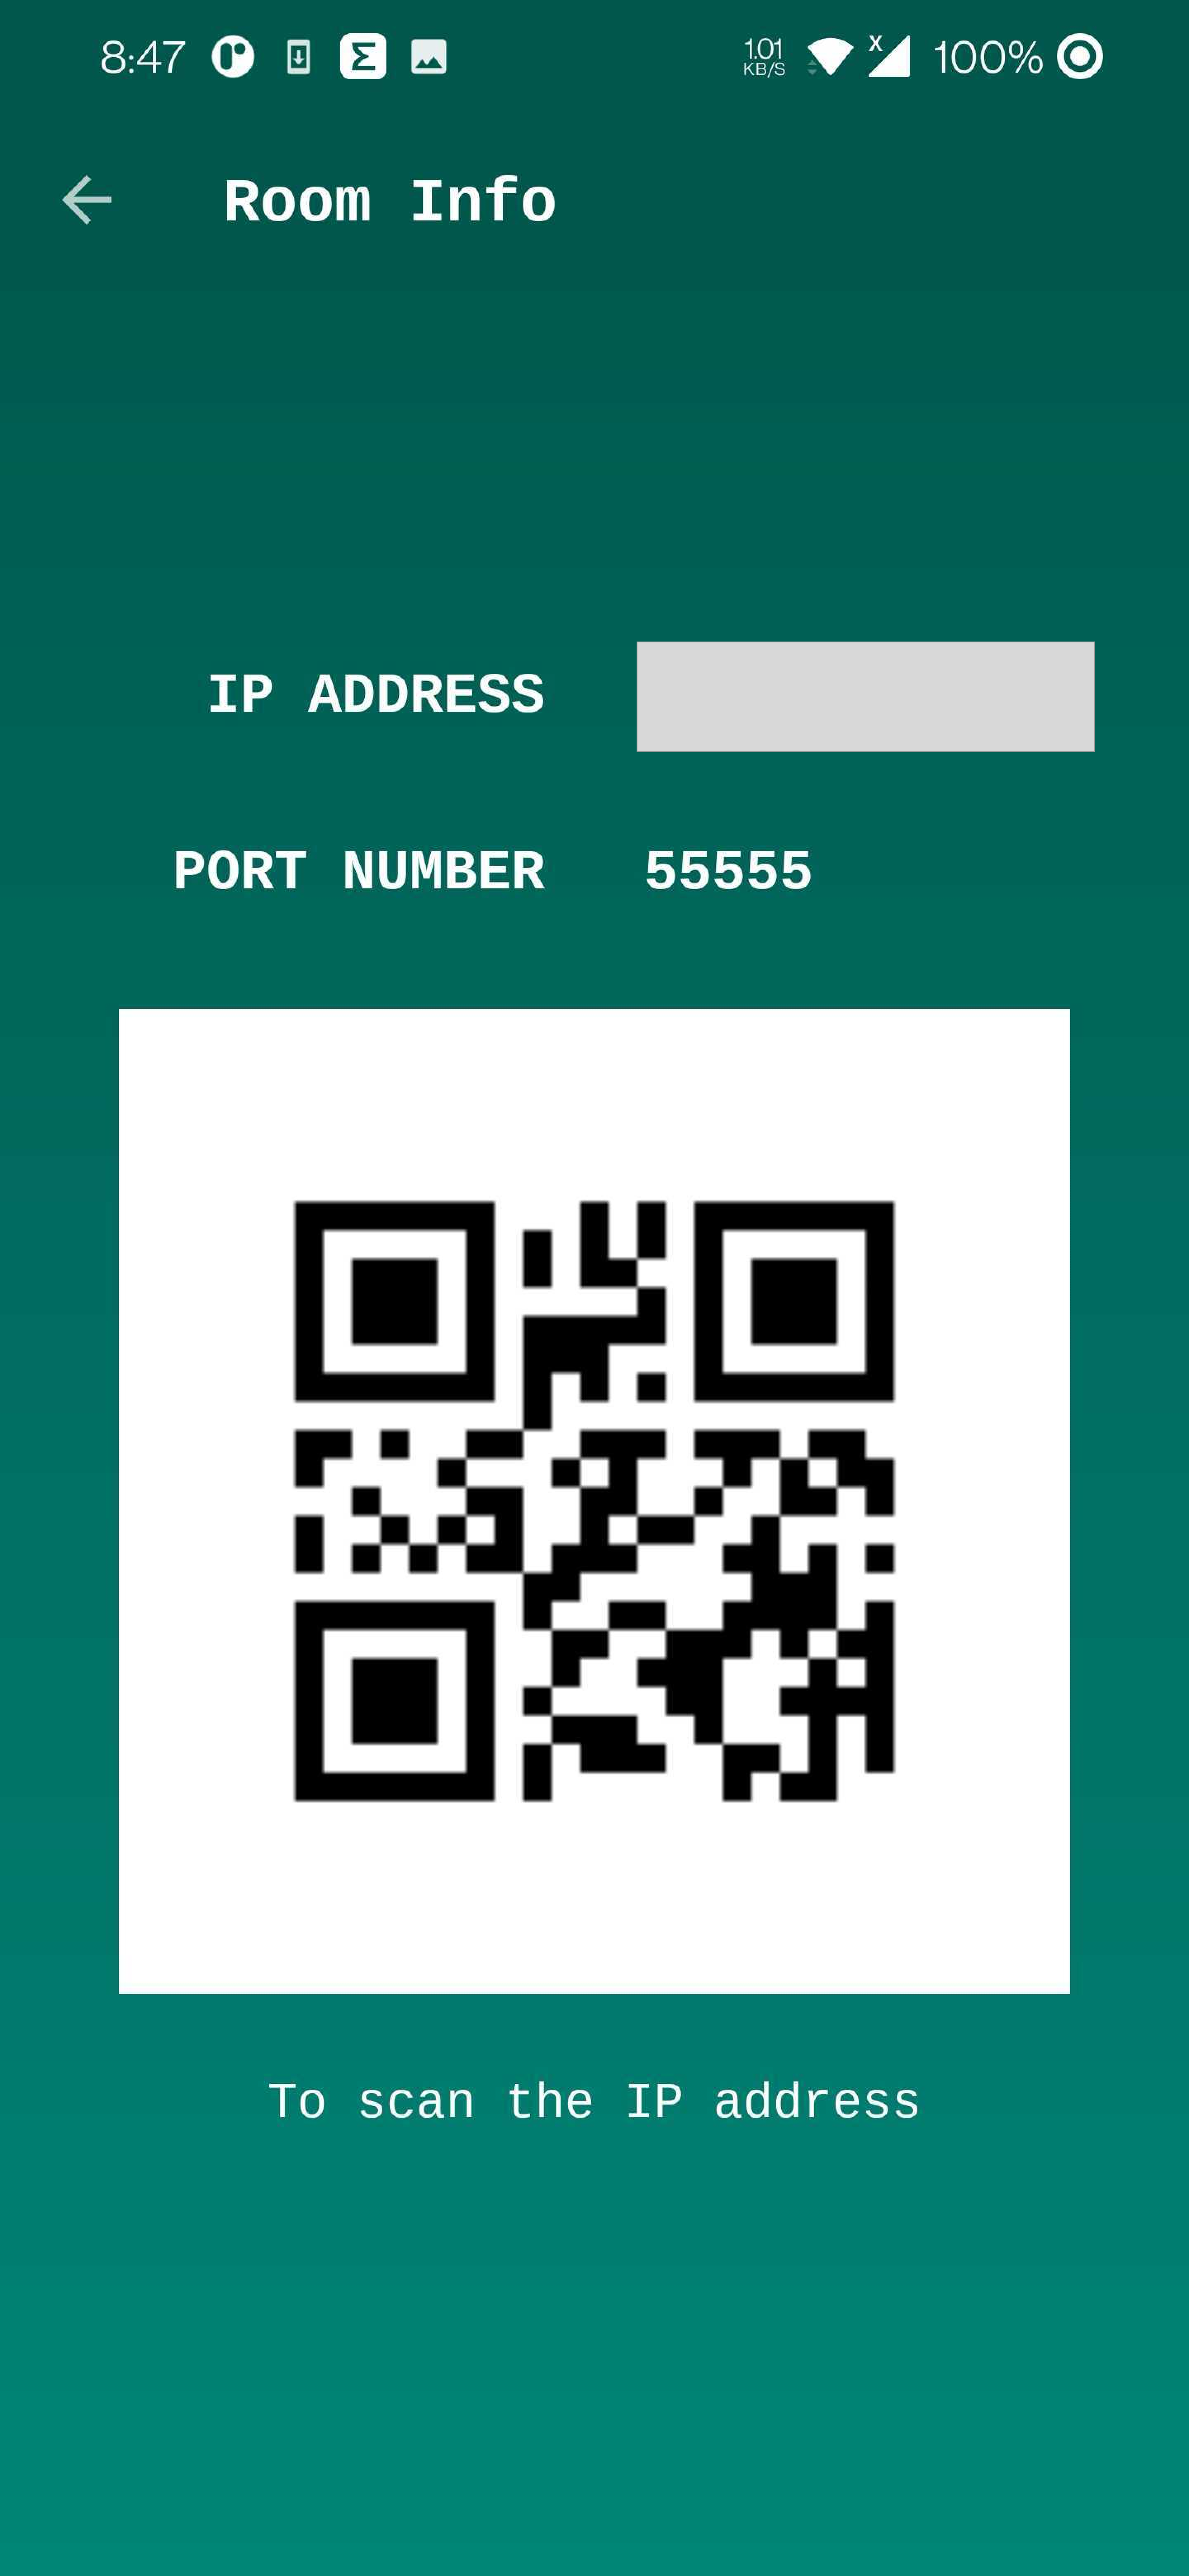 8:47
1.01
KB/S
X
100%
Room Info
IP ADDRESS
PORT NUMBER 55555
To scan the IP address